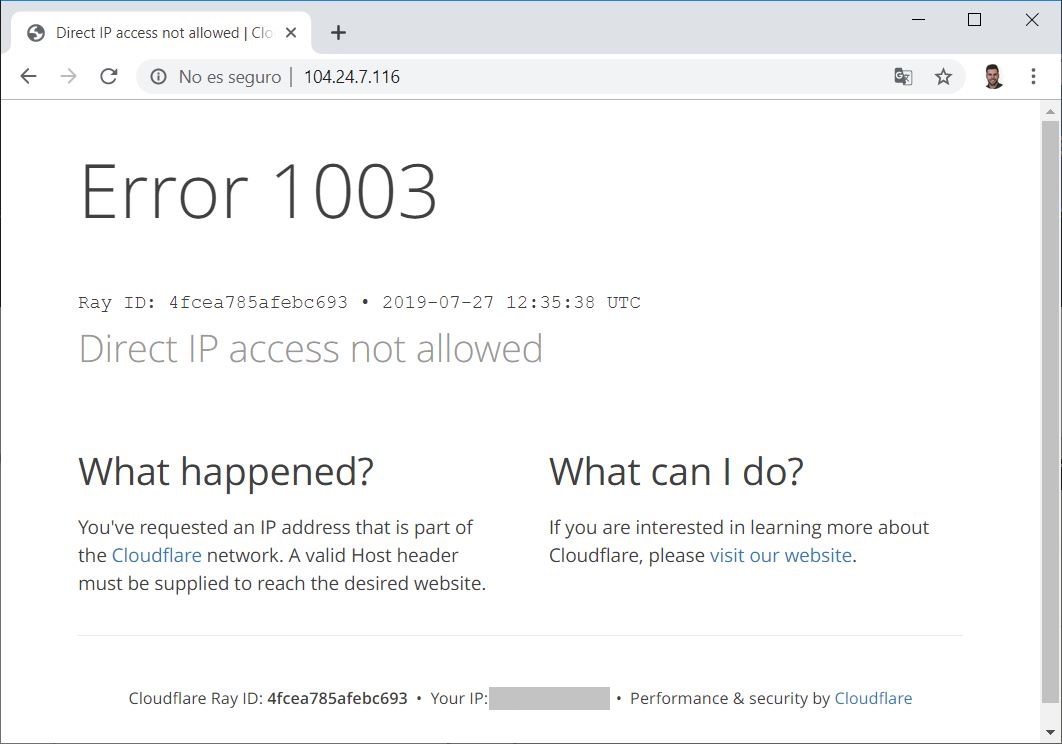 Direct IP access not allowed | Clo
No es seguro | 104.24.7.116
Error 1003
Ray ID: 4fcea785afebc693 • 2019-07-27 12:35:38 UTC
Direct IP access not allowed
What happened?
You've requested an IP address that is part of
the Cloudflare network. A valid Host header
must be supplied to reach the desired website.
What can I do?
If you are interested in learning more about
Cloudflare, please visit our website.
Cloudflare Ray ID: 4fcea785afebc693 • Your IP: • Performance & security by Cloudflare